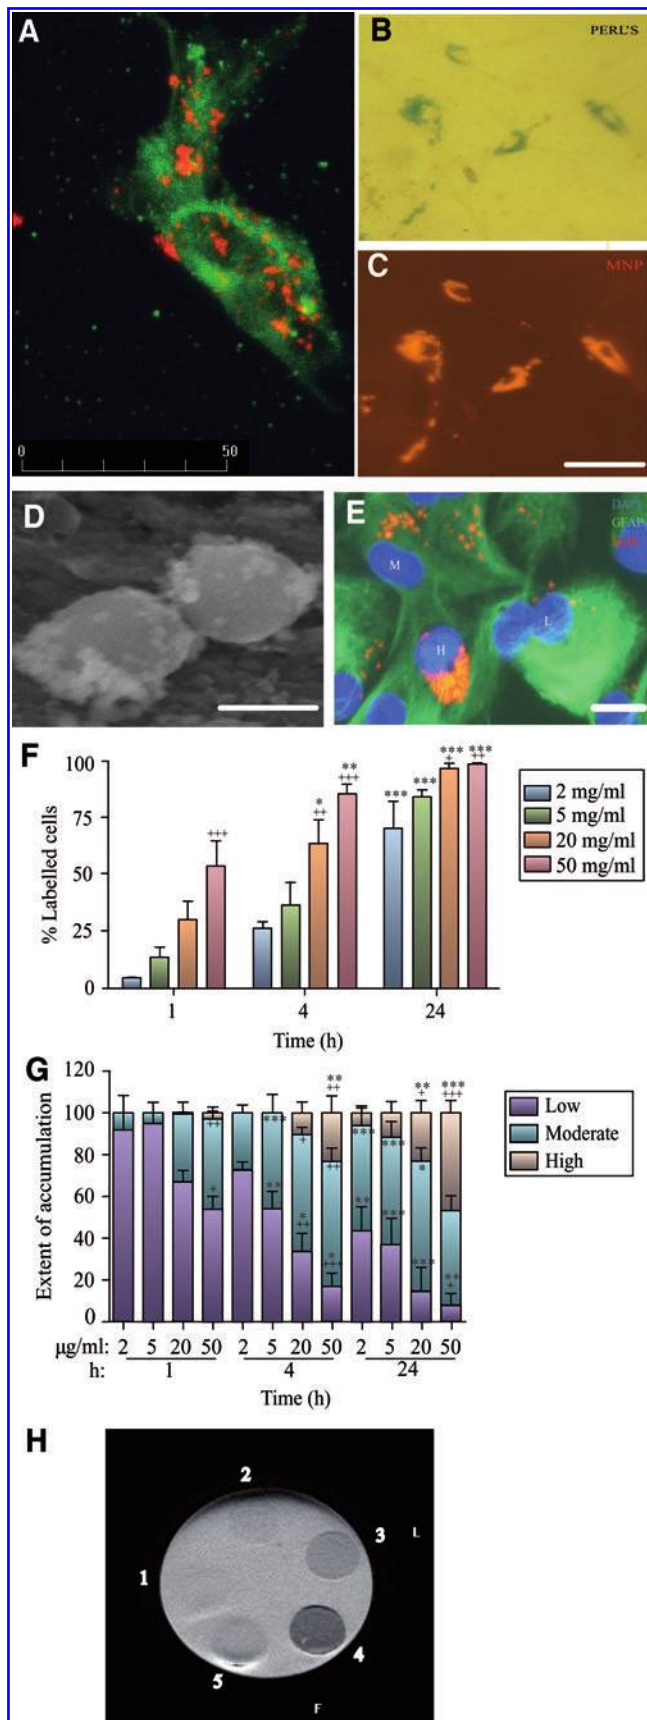 A
0 50
B PERL'S
C MNP
D
E DAPI
GFAP
MNP
M
H
L
F
% Labelled cells
100
75
50
25
0
+++
*
++
**
+++
***
***
***
+
***
++
1 4 24
Time (h)
2 mg/ml
5 mg/ml
20 mg/ml
50 mg/ml
G
Extent of accumulation
120
100
80
60
40
20
0
++
+
***
**
+
*
++
**
++
++
*
+++
***
**
***
***
**
+
*
***
***
+++
**
+
µg/ml: 2 5 20 50 2 5 20 50 2 5 20 50
h: 1 4 24
Time (h)
Low
Moderate
High
H
2
3 L
1
4
5
F